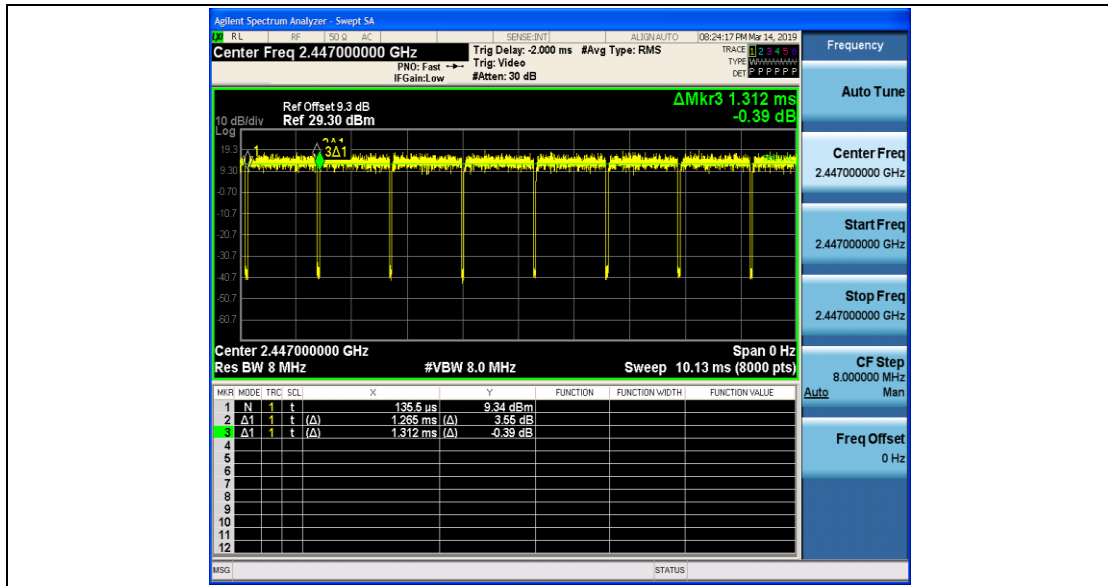 Agilent Spectrum Analyzer - Swept SA
LXI RL RF 50 Ω AC SENSE:INT ALIGN AUTO 08:24:17 PM Mar 14, 2019
Center Freq 2.447000000 GHz
PNO: Fast
IFGain:Low
Trig Delay: -2.000 ms #Avg Type: RMS
Trig: Video
#Atten: 30 dB
TRACE 1 2 3 4 5 6
TYPE
DET P P P P P P
Ref Offset 9.3 dB
10 dB/div Ref 29.30 dBm
Log
ΔMkr3 1.312 ms
-0.39 dB
1
3Δ1
19.3
9.30
-0.70
-10.7
-20.7
-30.7
-40.7
-50.7
-60.7
Center 2.447000000 GHz Span 0 Hz
Res BW 8 MHz #VBW 8.0 MHz Sweep 10.13 ms (8000 pts)
MKR MODE TRC SCL X Y FUNCTION FUNCTION WIDTH FUNCTION VALUE
1 N 1 t 135.5 us 9.34 dBm
2 Δ1 1 t (Δ) 1.265 ms (Δ) 3.55 dB
3 Δ1 1 t (Δ) 1.312 ms (Δ) -0.39 dB
4
5
6
7
8
9
10
11
12
MSG STATUS
Frequency
Auto Tune
Center Freq
2.447000000 GHz
Start Freq
2.447000000 GHz
Stop Freq
2.447000000 GHz
CF Step
8.000000 MHz
Auto Man
Freq Offset
0 Hz